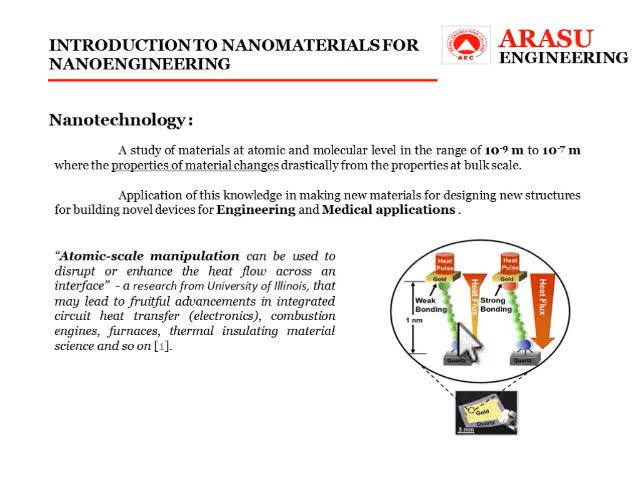 INTRODUCTION TO NANOMATERIALS FOR
NANOENGINEERING
AEC
ARASU
ENGINEERING
Nanotechnology :
A study of materials at atomic and molecular level in the range of 10⁻⁹ m to 10⁻⁷ m
where the properties of material changes drastically from the properties at bulk scale.
Application of this knowledge in making new materials for designing new structures
for building novel devices for Engineering and Medical applications .
“Atomic-scale manipulation can be used to
disrupt or enhance the heat flow across an
interface” - a research from University of Illinois, that
may lead to fruitful advancements in integrated
circuit heat transfer (electronics), combustion
engines, furnaces, thermal insulating material
science and so on [1].
Heat
Pulse
Gold
Weak
Bonding
1 nm
Heat Flux
Quartz
Heat
Pulse
Gold
Strong
Bonding
Heat Flux
Quartz
Gold
Quartz
5 mm